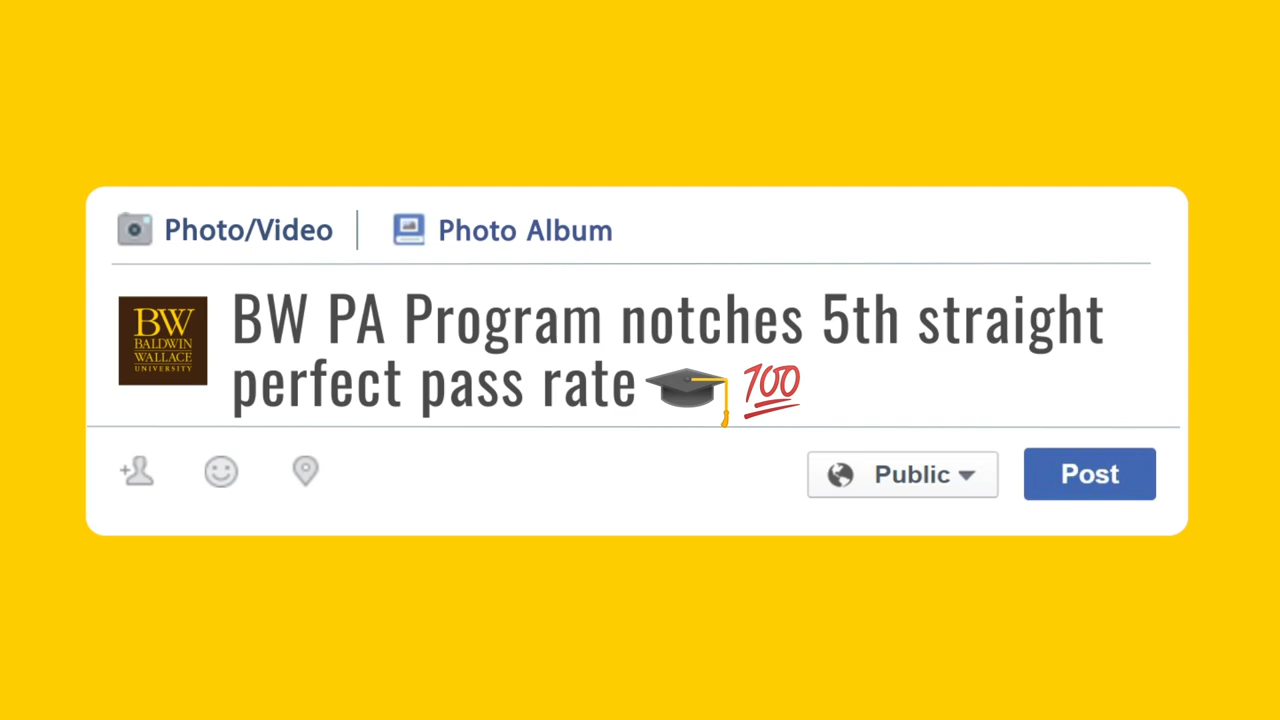 Photo/Video
Photo Album
BW
BALDWIN
WALLACE
UNIVERSITY
BW PA Program notches 5th straight
perfect pass rate 🎓 💯
Public
Post